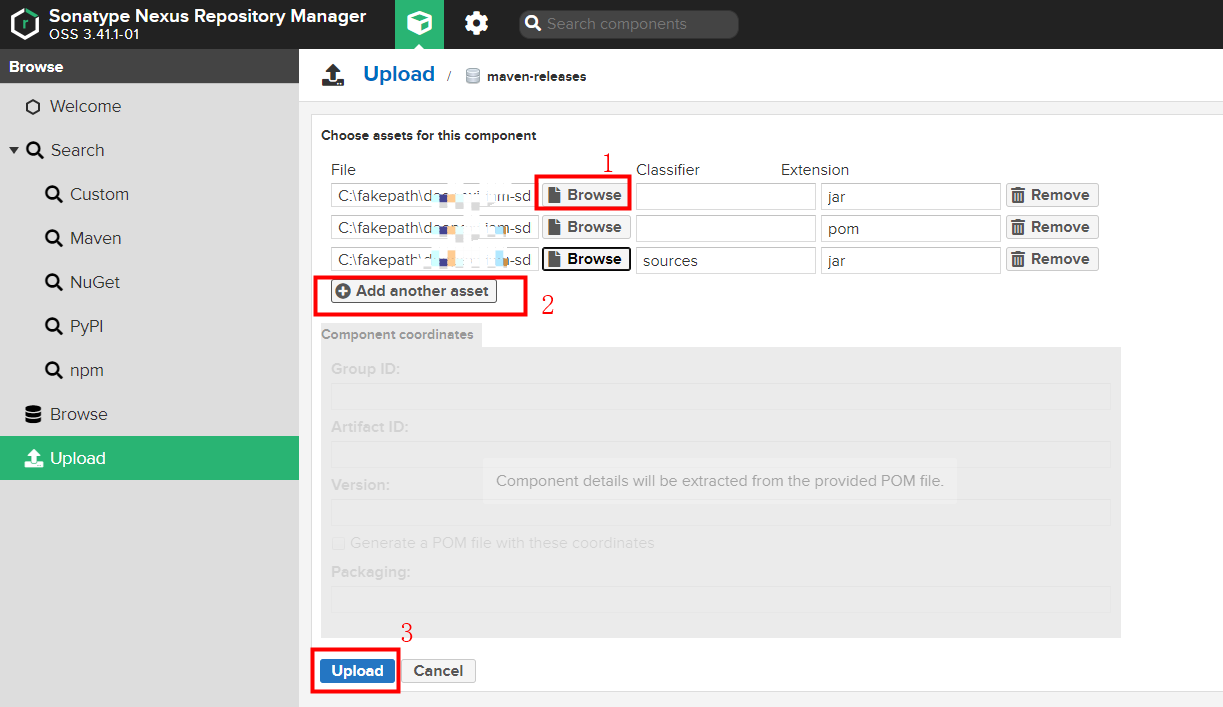 Sonatype Nexus Repository Manager
OSS 3.41.1-01
Search components
Browse
Welcome
Search
Custom
Maven
NuGet
PyPI
npm
Browse
Upload
Upload / maven-releases
Choose assets for this component
1
File Classifier Extension
C:\fakepath\ -sd Browse jar Remove
C:\fakepath\ -sd Browse pom Remove
C:\fakepath\ -sd Browse sources jar Remove
Add another asset
2
Component coordinates
Group ID:
Artifact ID:
Component details will be extracted from the provided POM file.
Version:
Generate a POM file with these coordinates
Packaging:
3
Upload Cancel